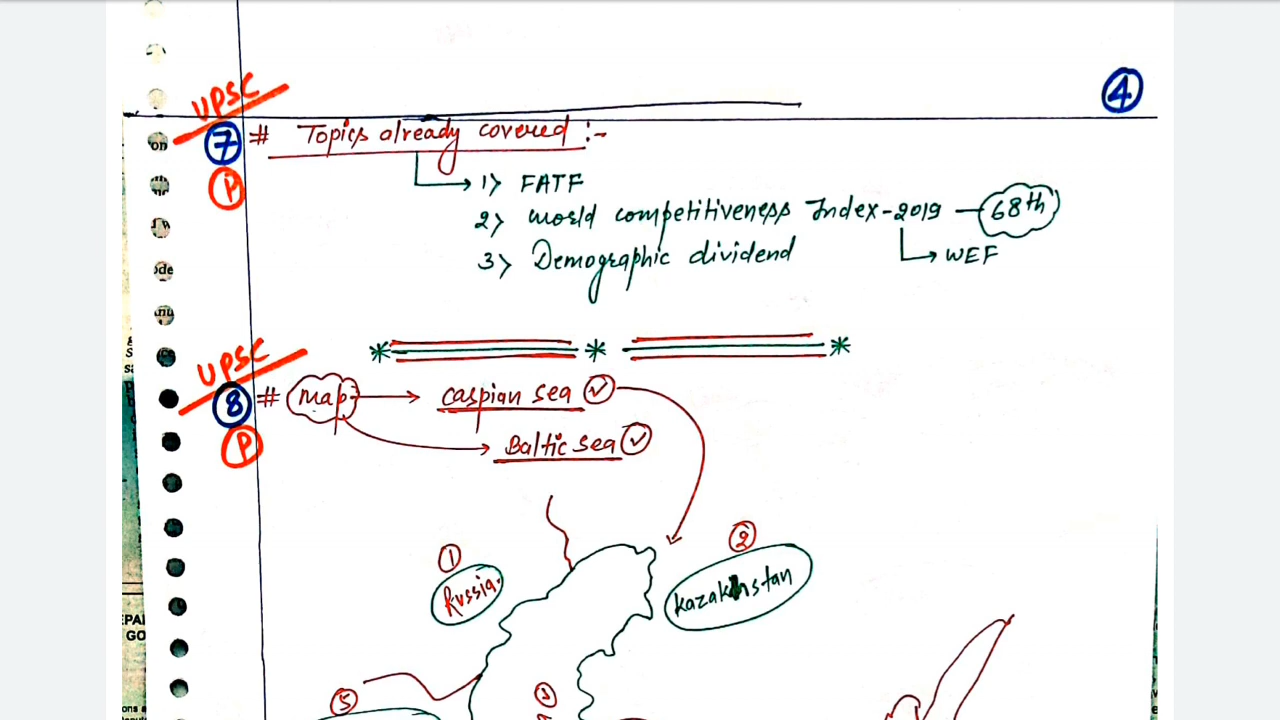 4
UPSC
7 # Topics already covered :-
P
→ 1) FATF
2) World competitiveness Index-2019 — 68th
→ WEF
3) Demographic dividend
UPSC
8 # map → Caspian sea
P
→ Baltic sea
1
Russia.
2
Kazakhstan
5
3